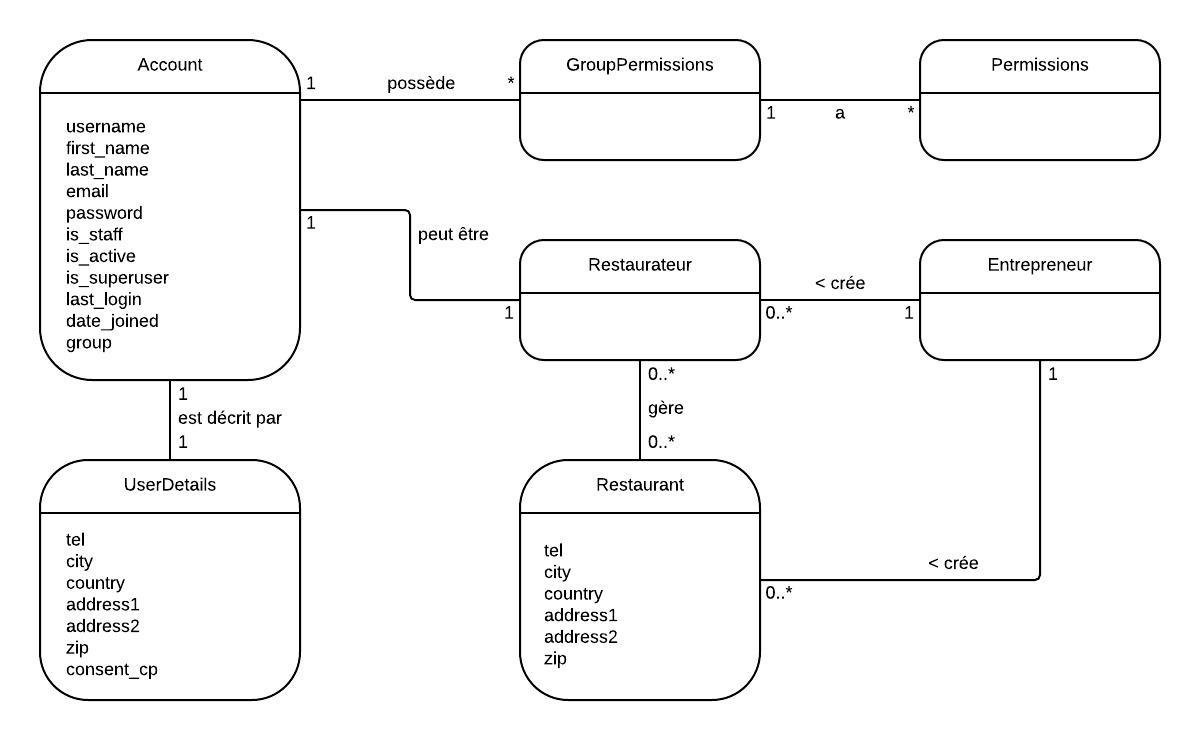 Account
username
first_name
last_name
email
password
is_staff
is_active
is_superuser
last_login
date_joined
group
1
possède
*
GroupPermissions
1
a
*
Permissions
1
peut être
1
Restaurateur
0..*
< crée
1
Entrepreneur
1
est décrit par
1
UserDetails
tel
city
country
address1
address2
zip
consent_cp
0..*
gère
0..*
Restaurant
tel
city
country
address1
address2
zip
1
< crée
0..*